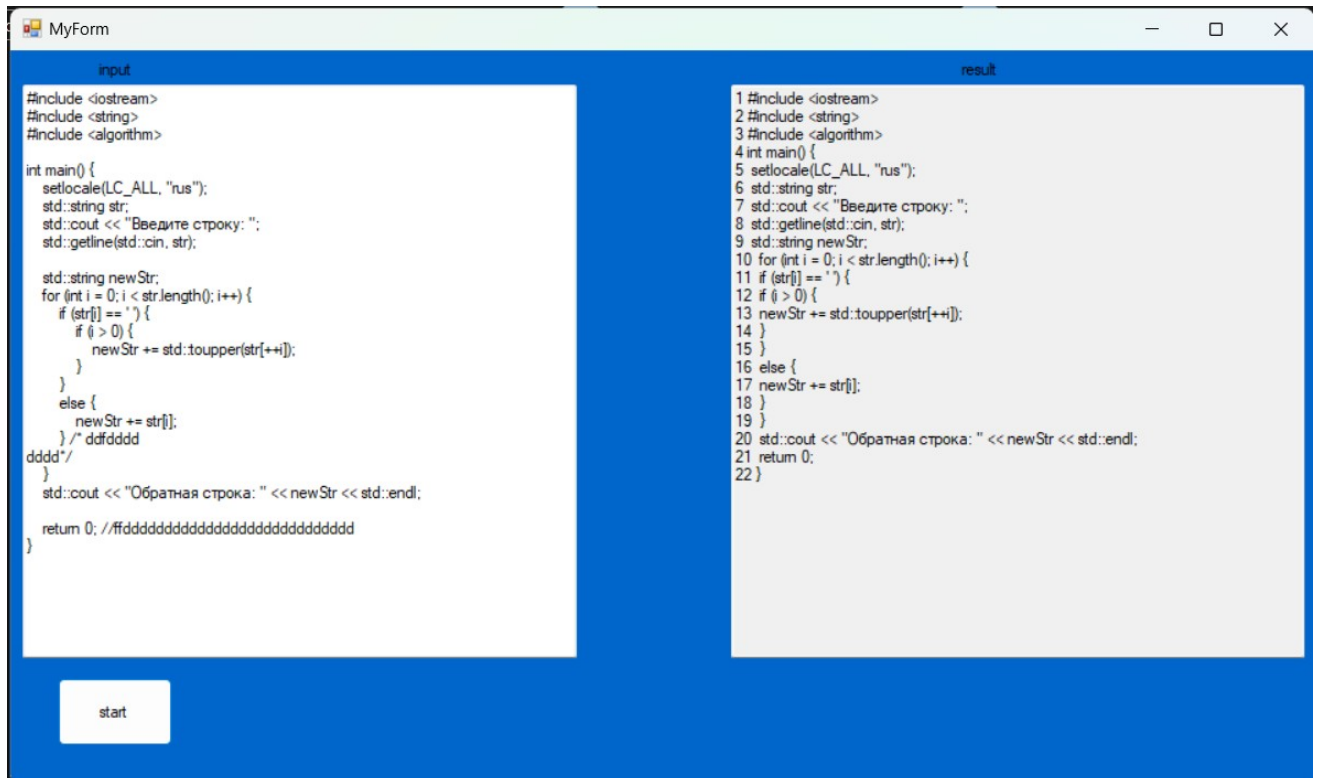 MyForm
input
#include <iostream>
#include <string>
#include <algorithm>
int main() {
setlocale(LC_ALL, "rus");
std::string str;
std::cout << "Введите строку: ";
std::getline(std::cin, str);
std::string newStr;
for (int i = 0; i < str.length(); i++) {
if (str[i] == ' ') {
if (i > 0) {
newStr += std::toupper(str[++i]);
}
}
else {
newStr += str[i];
} /* ddfdddd
dddd*/
}
std::cout << "Обратная строка: " << newStr << std::endl;
return 0; //ffdddddddddddddddddddddddddddd
}
start
result
1 #include <iostream>
2 #include <string>
3 #include <algorithm>
4 int main() {
5 setlocale(LC_ALL, "rus");
6 std::string str;
7 std::cout << "Введите строку: ";
8 std::getline(std::cin, str);
9 std::string newStr;
10 for (int i = 0; i < str.length(); i++) {
11 if (str[i] == ' ') {
12 if (i > 0) {
13 newStr += std::toupper(str[++i]);
14 }
15 }
16 else {
17 newStr += str[i];
18 }
19 }
20 std::cout << "Обратная строка: " << newStr << std::endl;
21 return 0;
22 }